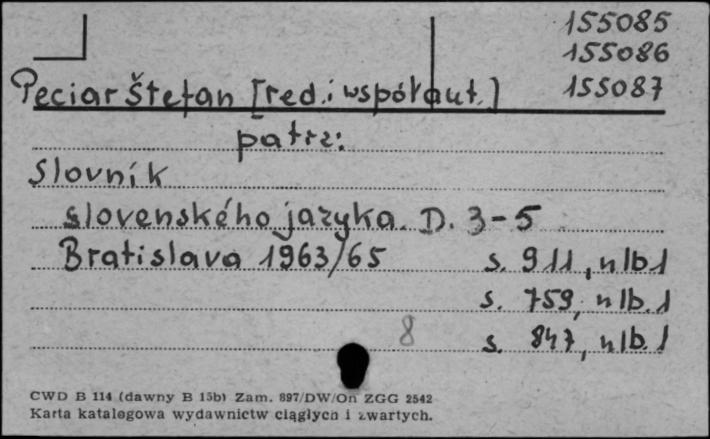 155085
155086
Peciar Štefan [red. i współaut.] 155087
patrz:
Slovník
slovenského jazyka. D. 3-5
Bratislava 1963/65 s. 911, nlb 1
s. 759, nlb. 1
8 s. 847, nlb. 1
CWD B 114 (dawny B 15b) Zam. 897/DW/On ZGG 2542
Karta katalogowa wydawnictw ciągłych i zwartych.